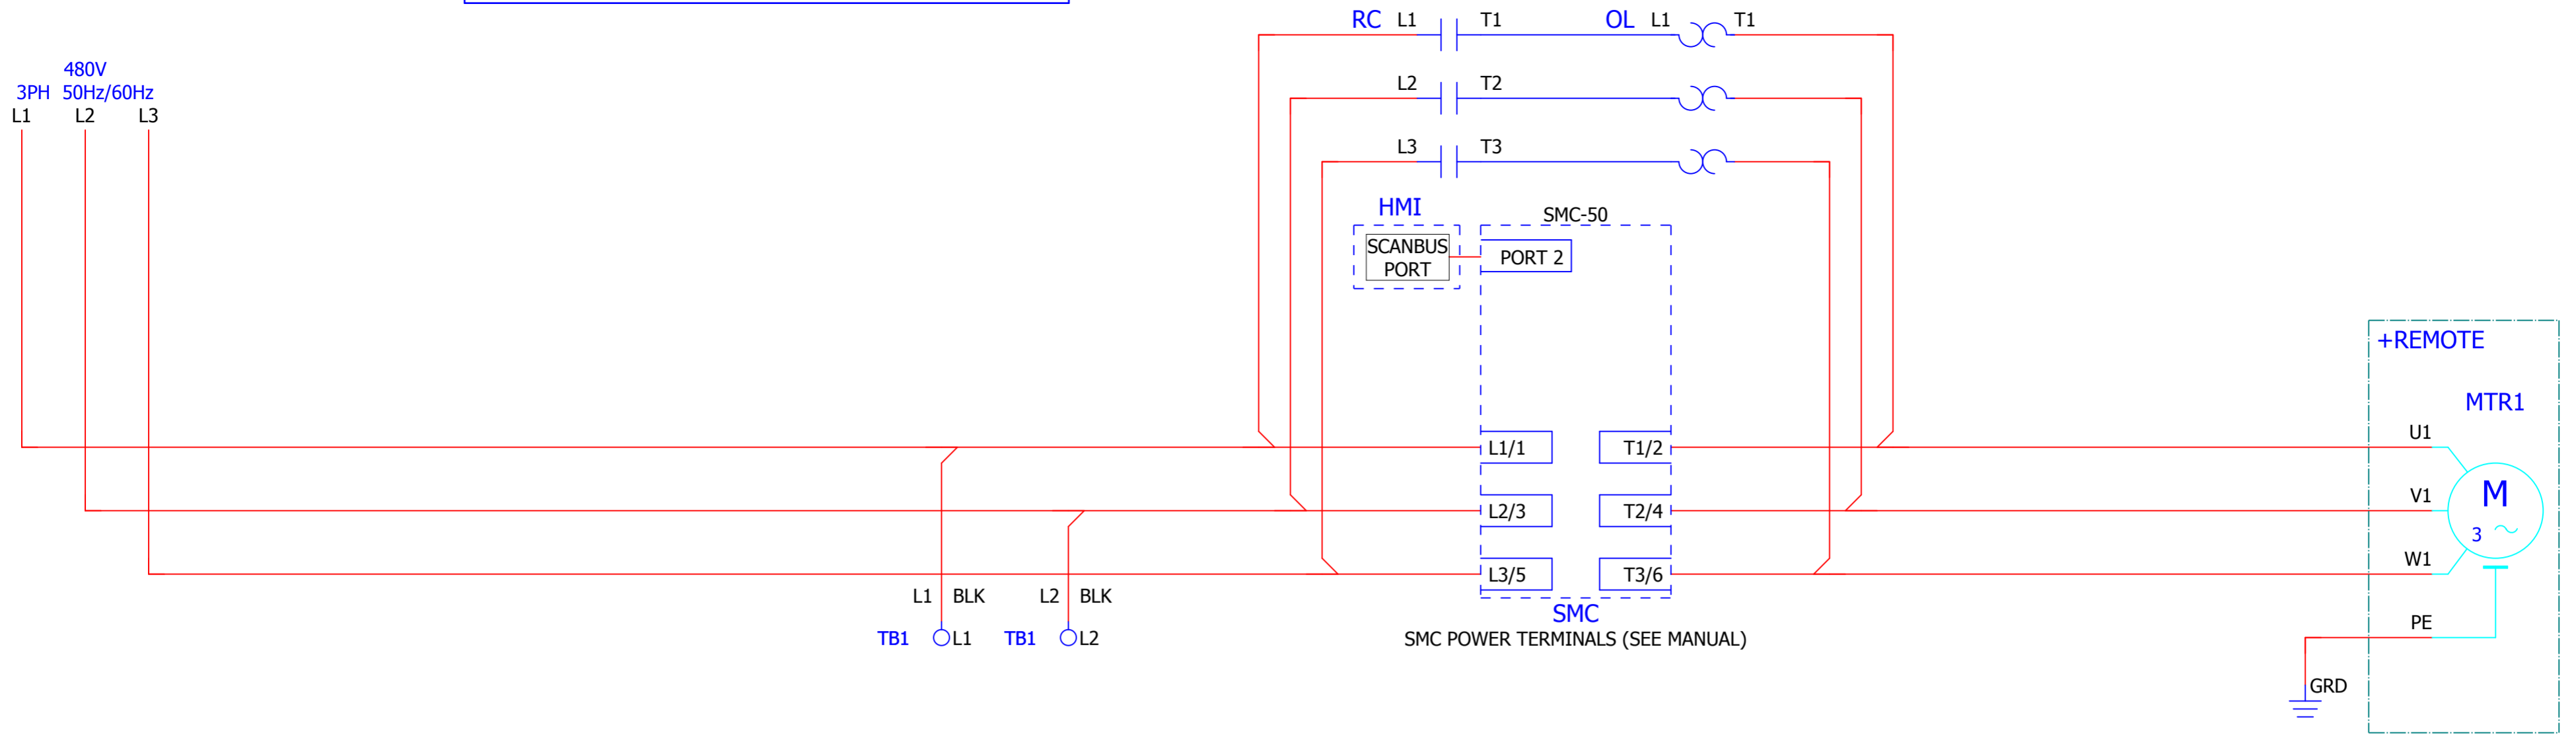 RC L1 T1 OL L1 T1
480V
3PH 50Hz/60Hz
L1 L2 L3
L2 T2
L3 T3
HMI
SMC-50
SCANBUS
PORT
PORT 2
+REMOTE
MTR1
U1
L1/1 T1/2
V1
M
3
L2/3 T2/4
W1
L3/5 T3/6
L1 BLK L2 BLK
SMC
TB1 L1 TB1 L2
SMC POWER TERMINALS (SEE MANUAL)
PE
GRD